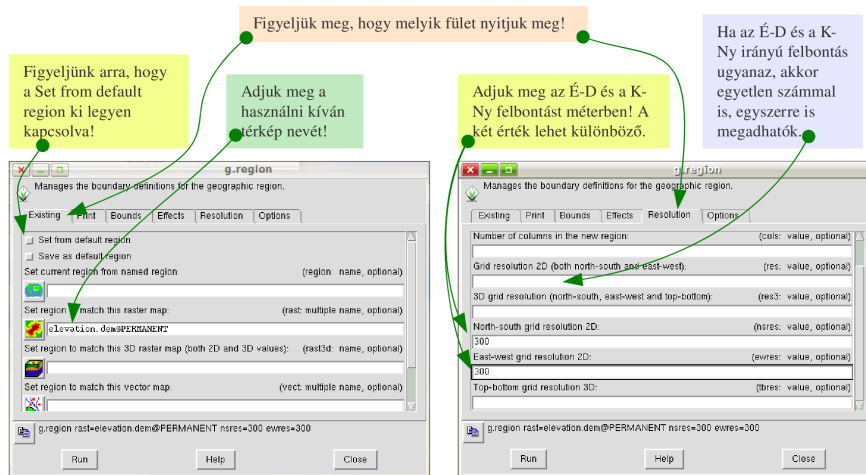 Figyeljük meg, hogy melyik fület nyitjuk meg!
Figyeljünk arra, hogy
a Set from default
region ki legyen
kapcsolva!
Adjuk meg a
használni kíván
térkép nevét!
Adjuk meg az É-D és a K-
Ny felbontást méterben! A
két érték lehet különböző.
Ha az É-D és a K-
Ny irányú felbontás
ugyanaz, akkor
egyetlen számmal
is, egyszerre is
megadhatók.
g.region
Manages the boundary definitions for the geographic region.
Existing Print Bounds Effects Resolution Options
Set from default region
Save as default region
Set current region from named region: (region: name, optional)
Set region to match this raster map: (rast: multiple name, optional)
elevation.dem@PERMANENT
Set region to match this 3D raster map (both 2D and 3D values): (rast3d: name, optional)
Set region to match this vector map: (vect: multiple name, optional)
g.region rast=elevation.dem@PERMANENT nsres=300 ewres=300
Run Help Close
g.region
Manages the boundary definitions for the geographic region.
Existing Print Bounds Effects Resolution Options
Number of columns in the new region: (cols: value, optional)
Grid resolution 2D (both north-south and east-west): (res: value, optional)
3D grid resolution (north-south, east-west and top-bottom): (res3: value, optional)
North-south grid resolution 2D: (nsres: value, optional)
300
East-west grid resolution 2D: (ewres: value, optional)
300
Top-bottom grid resolution 3D: (tbres: value, optional)
g.region rast=elevation.dem@PERMANENT nsres=300 ewres=300
Run Help Close